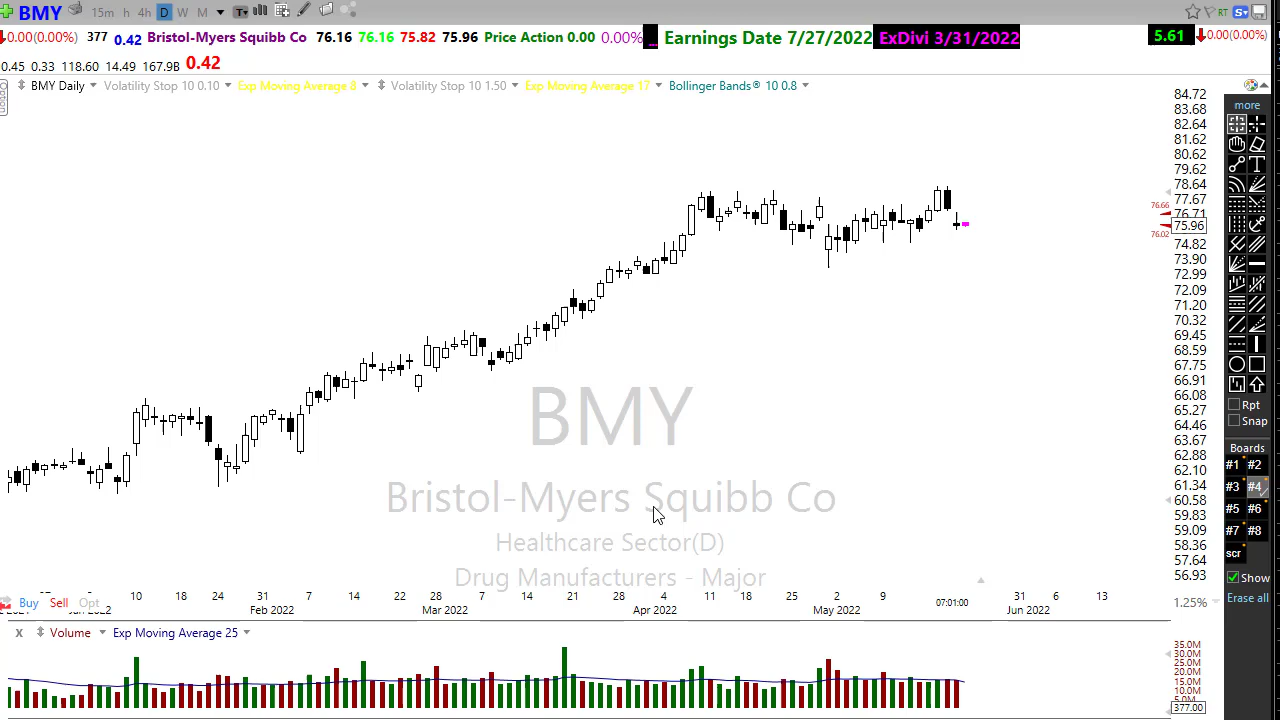 BMY 15m h 4h D W M T RT S
0.00(0.00%) 377 0.42 Bristol-Myers Squibb Co 76.16 76.16 75.82 75.96 Price Action 0.00 0.00% ... Earnings Date 7/27/2022 ExDivi 3/31/2022 5.61 0.00(0.00%)
0.45 0.33 118.60 14.49 167.9B 0.42
BMY Daily Volatility Stop 10 0.10 Exp Moving Average 8 Volatility Stop 10 1.50 Exp Moving Average 17 Bollinger Bands® 10 0.8
Option
84.72
83.68
82.64
81.62
80.62
79.62
78.64
77.67
76.66
76.71
75.96
76.02
74.82
73.90
72.99
72.09
71.20
70.32
69.45
68.59
67.75
66.91
66.08
65.27
64.46
63.67
62.88
62.10
61.34
60.58
59.83
59.09
58.36
57.64
56.93
more
T
Rpt
Snap
Boards
#1 #2
#3 #4
#5 #6
#7 #8
scr
Show
Erase all
BMY
Bristol-Myers Squibb Co
Healthcare Sector(D)
Drug Manufacturers - Major
10 18 24 31 7 14 22 28 7 14 21 28 4 11 18 25 2 9 07:01:00 31 6 13
Buy Sell Opt
Feb 2022 Mar 2022 Apr 2022 May 2022 Jun 2022
1.25%
X Volume Exp Moving Average 25
35.0M
30.0M
25.0M
20.0M
15.0M
10.0M
5.0M
377.00